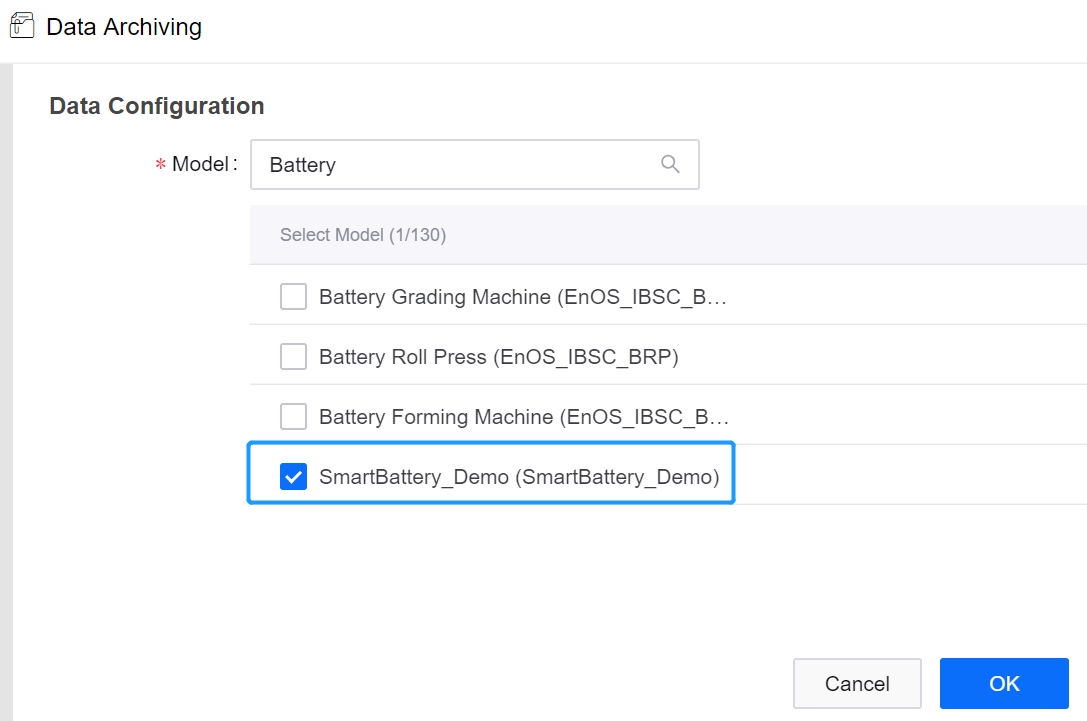 Data Archiving
Data Configuration
* Model:
Battery
Select Model (1/130)
Battery Grading Machine (EnOS_IBSC_B...
Battery Roll Press (EnOS_IBSC_BRP)
Battery Forming Machine (EnOS_IBSC_B...
SmartBattery_Demo (SmartBattery_Demo)
Cancel OK